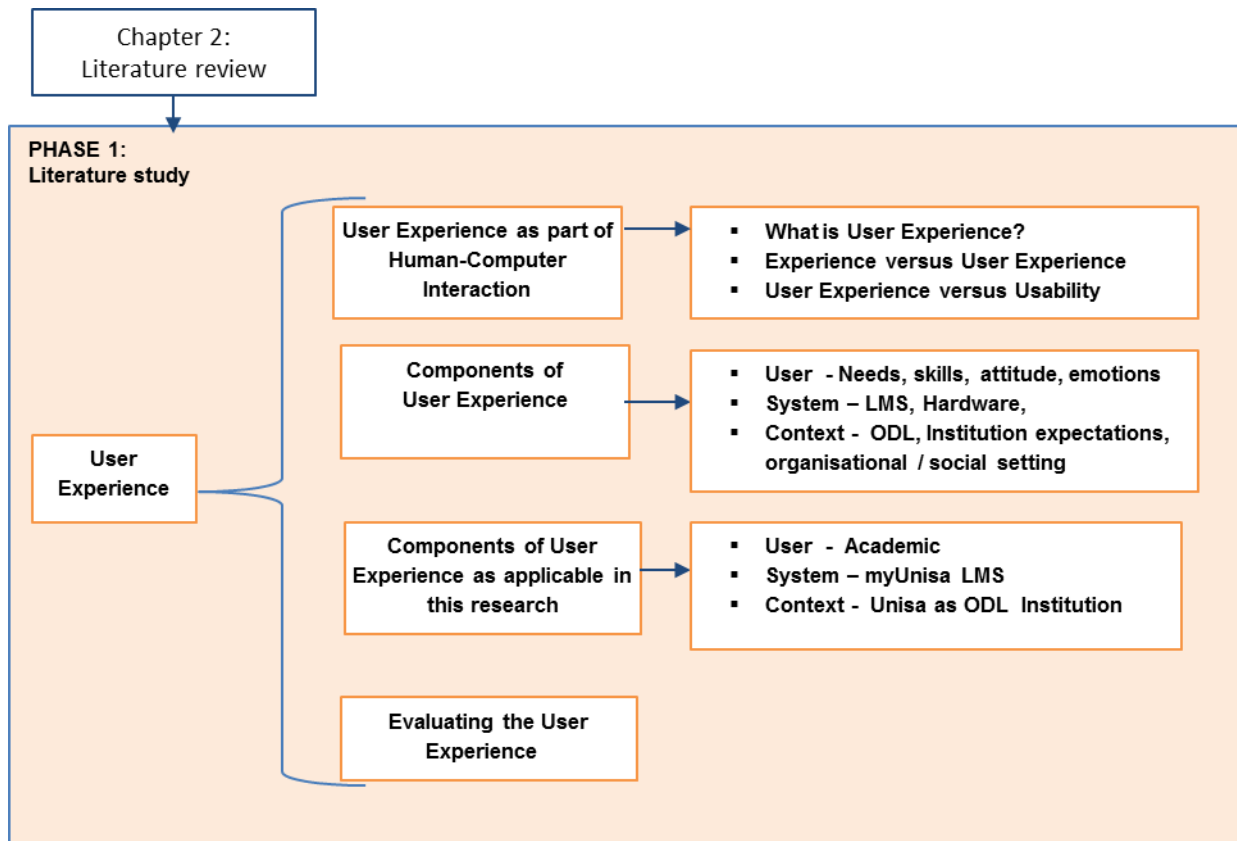 Chapter 2:
Literature review
PHASE 1:
Literature study
User
Experience
User Experience as part of
Human-Computer
Interaction
▪ What is User Experience?
▪ Experience versus User Experience
▪ User Experience versus Usability
Components of
User Experience
▪ User - Needs, skills, attitude, emotions
▪ System – LMS, Hardware,
▪ Context - ODL, Institution expectations,
organisational / social setting
Components of User
Experience as applicable in
this research
▪ User - Academic
▪ System – myUnisa LMS
▪ Context - Unisa as ODL Institution
Evaluating the User
Experience